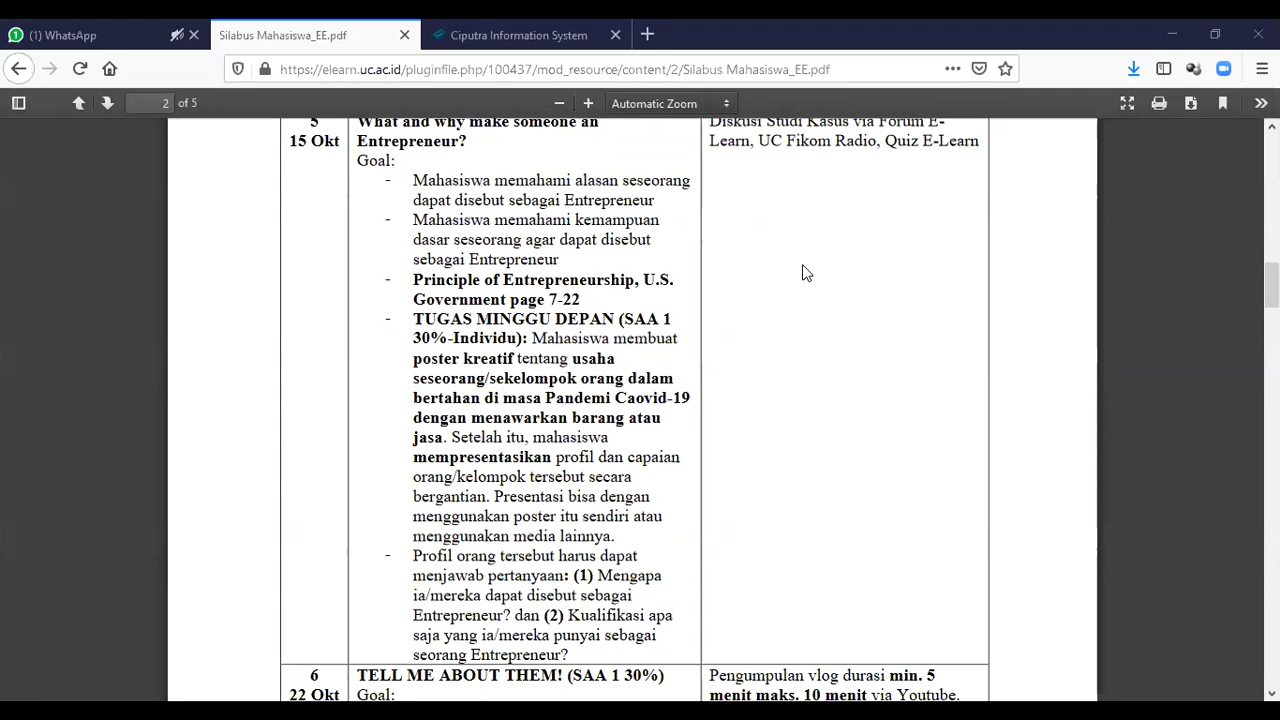 (1) WhatsApp
Silabus Mahasiswa_EE.pdf
Ciputra Information System
https://elearn.uc.ac.id/pluginfile.php/100437/mod_resource/content/2/Silabus Mahasiswa_EE.pdf
2 of 5
Automatic Zoom
5
15 Okt
What and why make someone an
Entrepreneur?
Goal:
- Mahasiswa memahami alasan seseorang
dapat disebut sebagai Entrepreneur
- Mahasiswa memahami kemampuan
dasar seseorang agar dapat disebut
sebagai Entrepreneur
- Principle of Entrepreneurship, U.S.
Government page 7-22
- TUGAS MINGGU DEPAN (SAA 1
30%-Individu): Mahasiswa membuat
poster kreatif tentang usaha
seseorang/sekelompok orang dalam
bertahan di masa Pandemi Caovid-19
dengan menawarkan barang atau
jasa. Setelah itu, mahasiswa
mempresentasikan profil dan capaian
orang/kelompok tersebut secara
bergantian. Presentasi bisa dengan
menggunakan poster itu sendiri atau
menggunakan media lainnya.
- Profil orang tersebut harus dapat
menjawab pertanyaan: (1) Mengapa
ia/mereka dapat disebut sebagai
Entrepreneur? dan (2) Kualifikasi apa
saja yang ia/mereka punyai sebagai
seorang Entrepreneur?
Diskusi Studi Kasus via Forum E-
Learn, UC Fikom Radio, Quiz E-Learn
6
22 Okt
TELL ME ABOUT THEM! (SAA 1 30%)
Goal:
Pengumpulan vlog durasi min. 5
menit maks. 10 menit via Youtube.